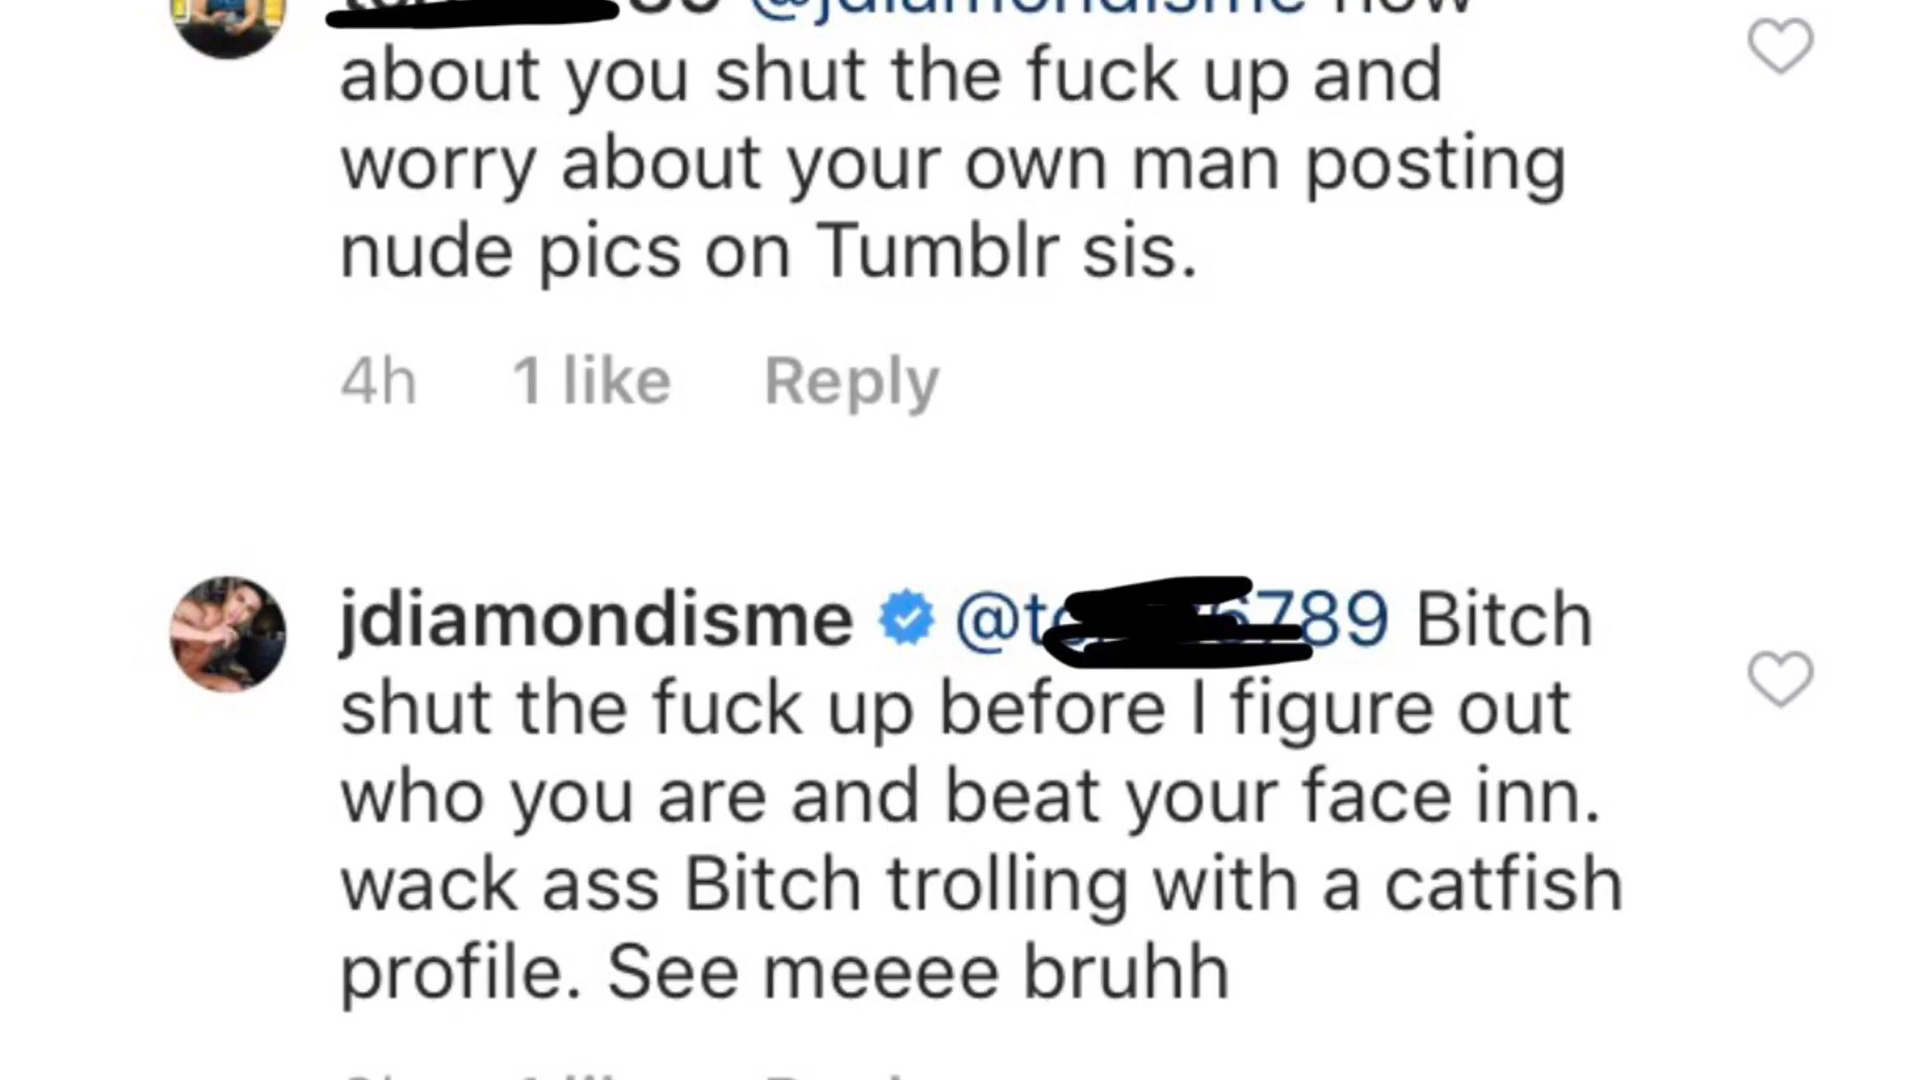 @jdiamondisme how
about you shut the fuck up and
worry about your own man posting
nude pics on Tumblr sis.
4h 1 like Reply
jdiamondisme 789 Bitch
shut the fuck up before I figure out
who you are and beat your face inn.
wack ass Bitch trolling with a catfish
profile. See meeee bruhh